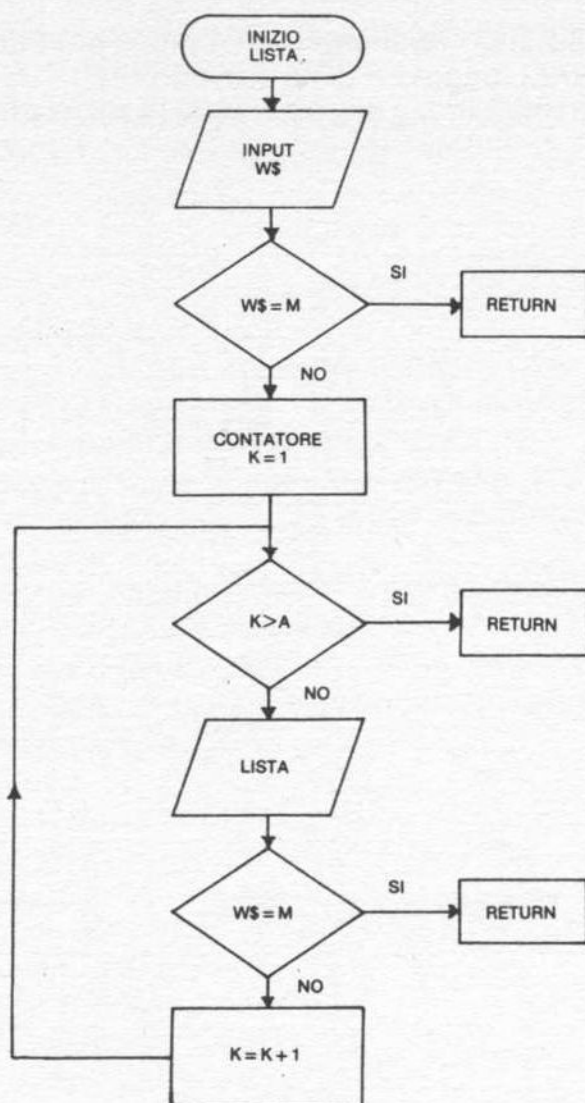 INIZIO
LISTA
INPUT
W$
W$ = M
SI
RETURN
NO
CONTATORE
K = 1
K>A
SI
RETURN
NO
LISTA
W$ = M
SI
RETURN
NO
K = K + 1